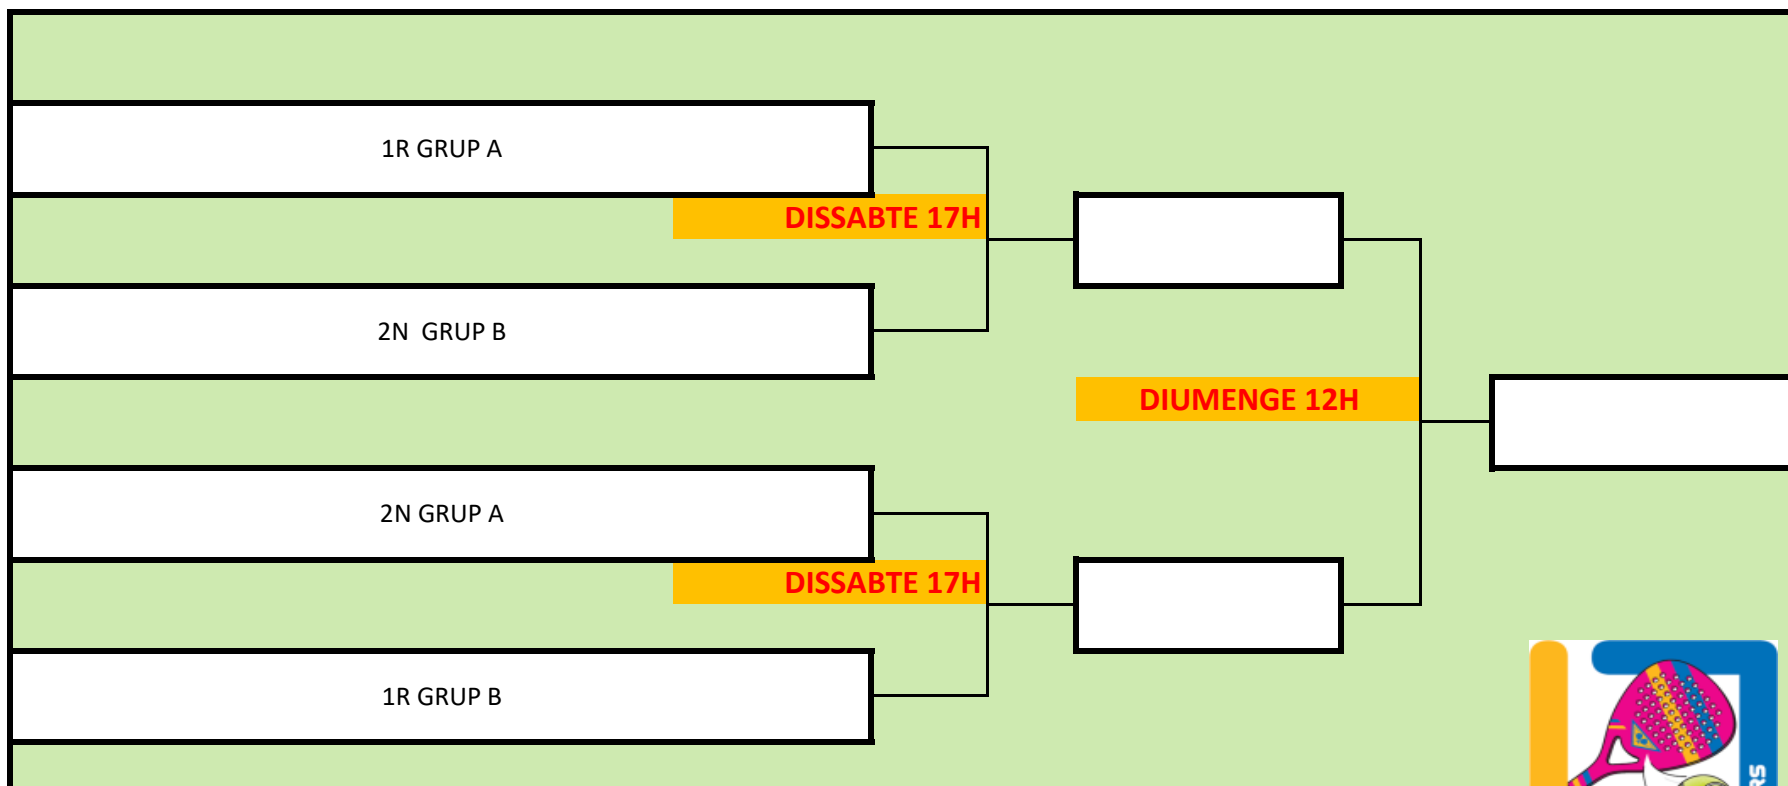 1R GRUP A
DISSABTE 17H
2N  GRUP B
DIUMENGE 12H
2N GRUP A
DISSABTE 17H
1R GRUP B